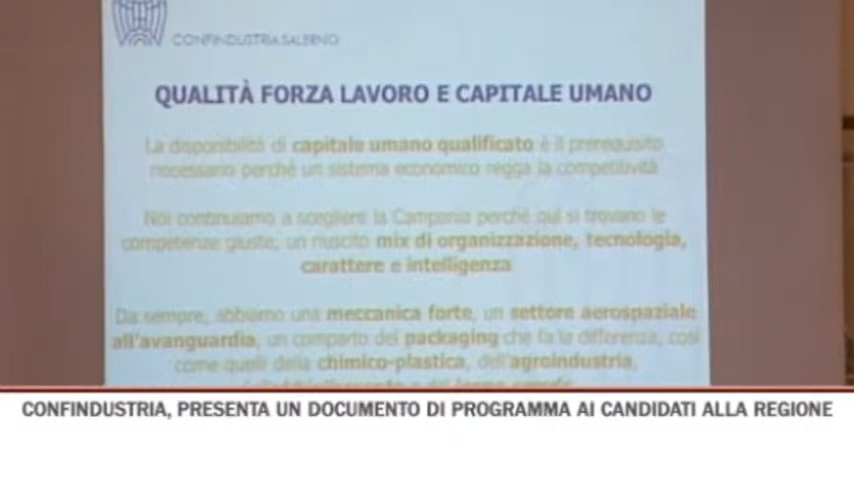 CONFINDUSTRIA SALERNO
QUALITÀ FORZA LAVORO E CAPITALE UMANO
La disponibilità di capitale umano qualificato è il prerequisito
necessario perché un sistema economico regga la competitività
Noi continuiamo a scegliere la Campania perché qui si trovano le
competenze giuste, un riuscito mix di organizzazione, tecnologia,
carattere e intelligenza
Da sempre, abbiamo una meccanica forte, un settore aerospaziale
all'avanguardia, un comparto del packaging che fa la differenza, così
come quelli della chimico-plastica, dell'agroindustria,
CONFINDUSTRIA, PRESENTA UN DOCUMENTO DI PROGRAMMA AI CANDIDATI ALLA REGIONE